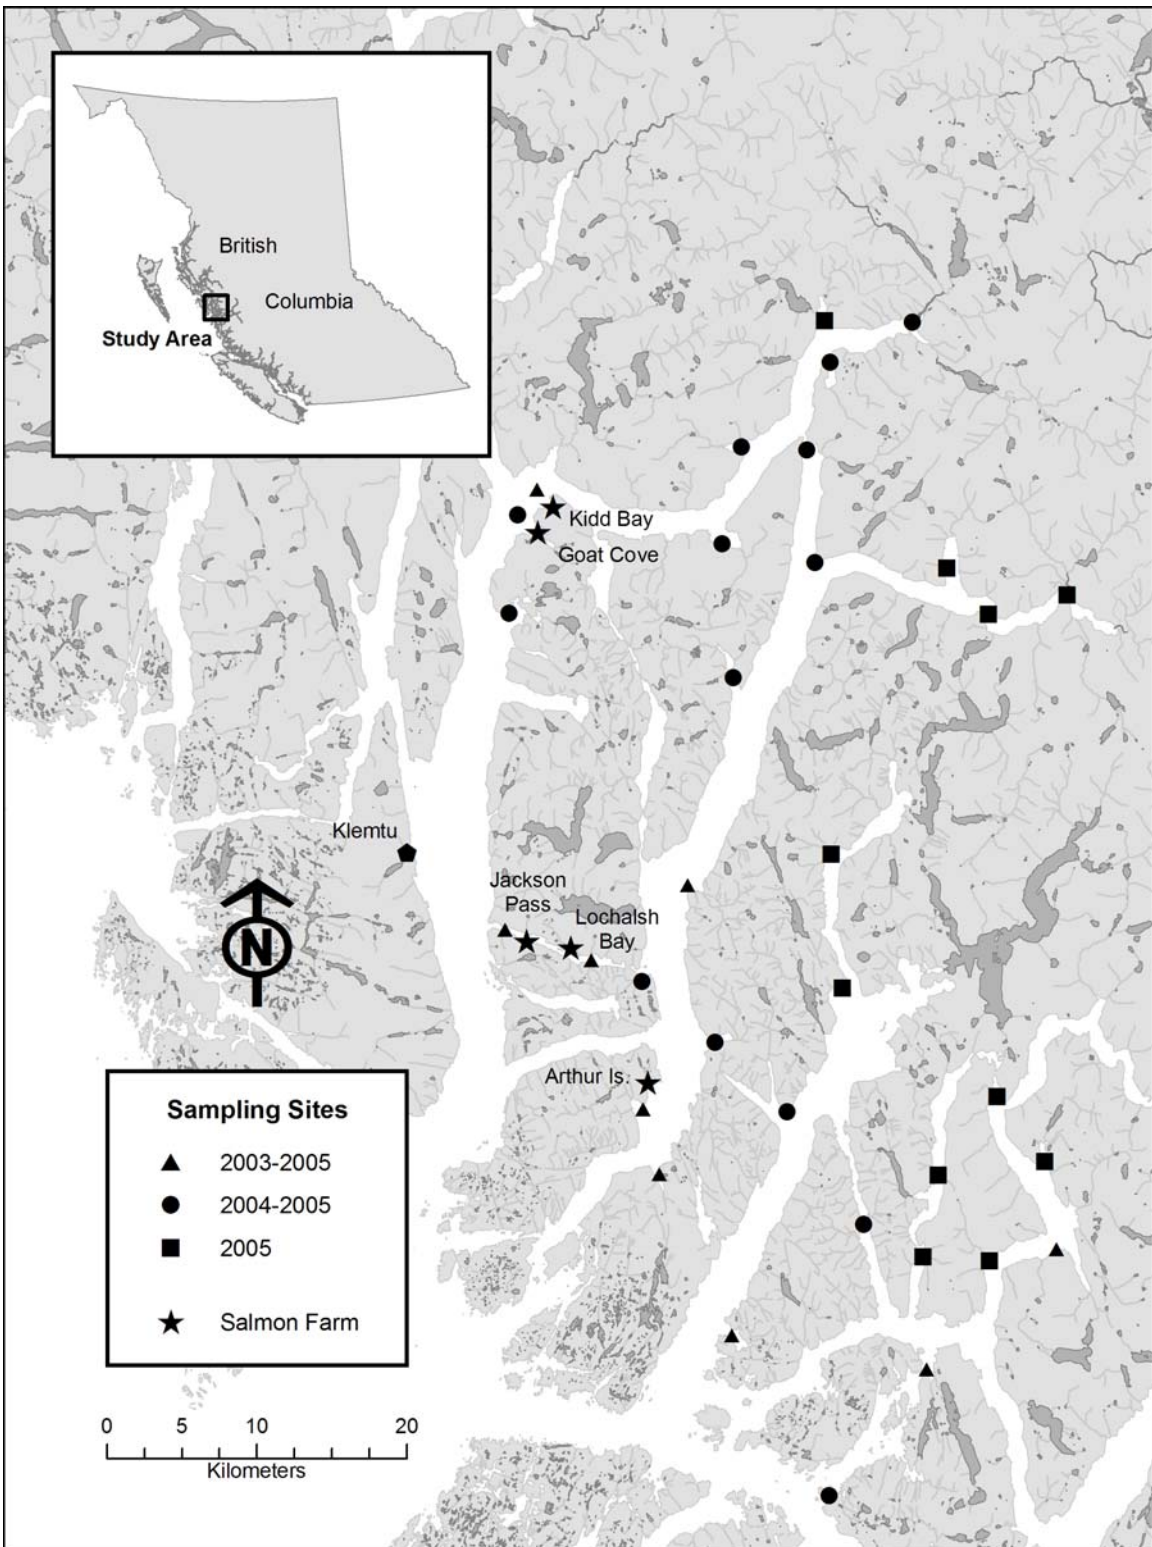 British
Columbia
Study Area
Kidd Bay
Goat Cove
Klemtu
Jackson
Pass
Lochalsh
Bay
N
Arthur Is.
Sampling Sites
2003-2005
2004-2005
2005
Salmon Farm
0 5 10 20
Kilometers